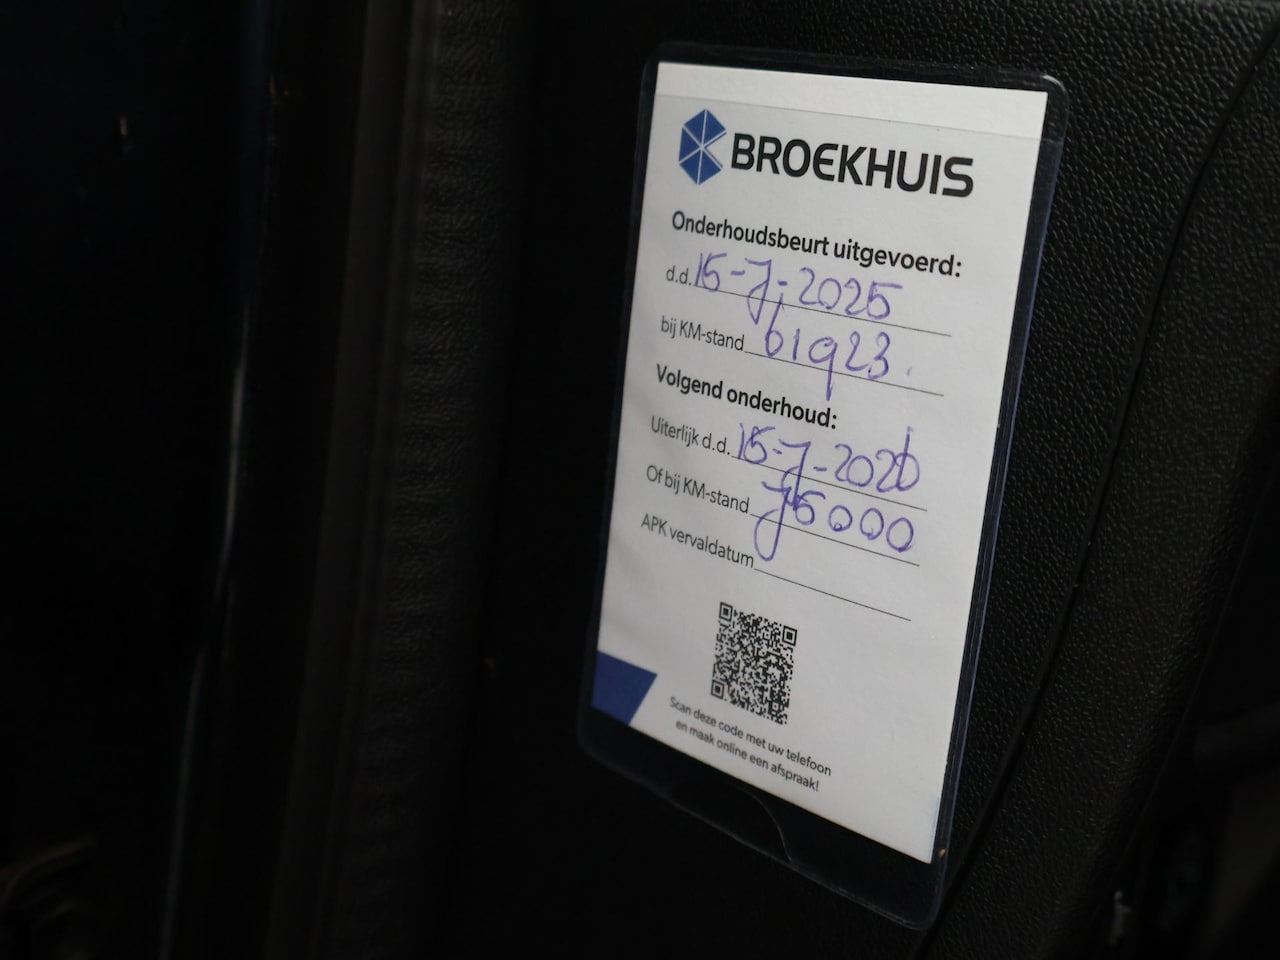 BROEKHUIS
Onderhoudsbeurt uitgevoerd:
d.d. 15-7-2025
bij KM-stand 61923.
Volgend onderhoud:
Uiterlijk d.d. 15-7-2026
Of bij KM-stand 75000
APK vervaldatum
Scan deze code met uw telefoon
en maak online een afspraak!